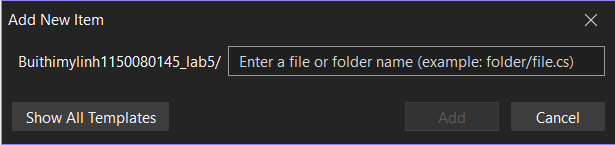 Add New Item
Buithimylinh1150080145_lab5/ Enter a file or folder name (example: folder/file.cs)
Show All Templates Add Cancel